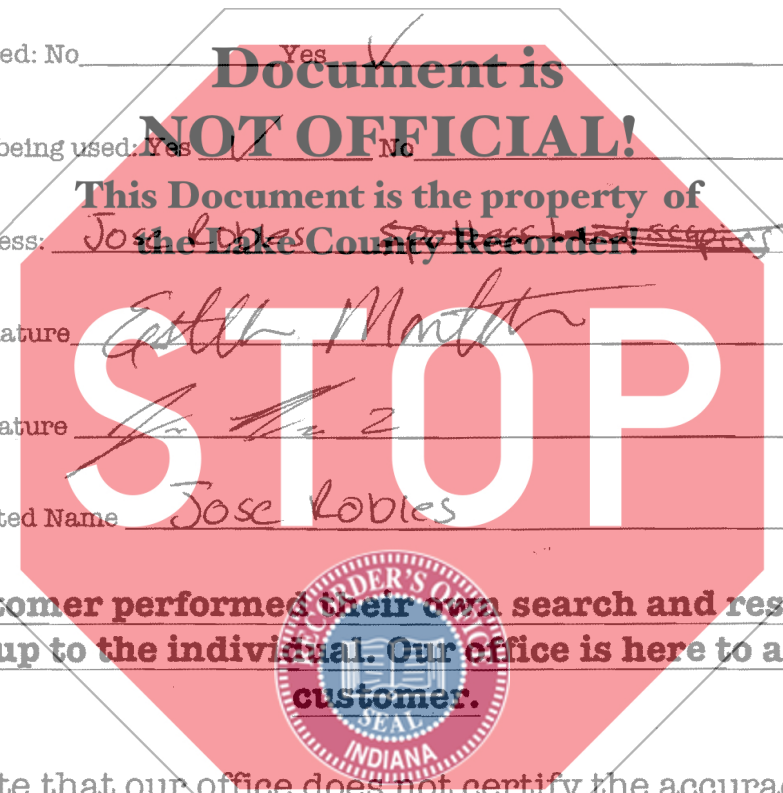 ed: No Yes ✓
Document is
being used: Yes ✓ No
NOT OFFICIAL!
This Document is the property of
ess: Jose Robles Spotless Landscaping
the Lake County Recorder!
ature
STOP
ature
ted Name Jose Robles
RECORDER'S OFFICE
tomer performed their own search and res
up to the individual. Our office is here to a
customer.
SEAL
INDIANA
te that our office does not certify the accura